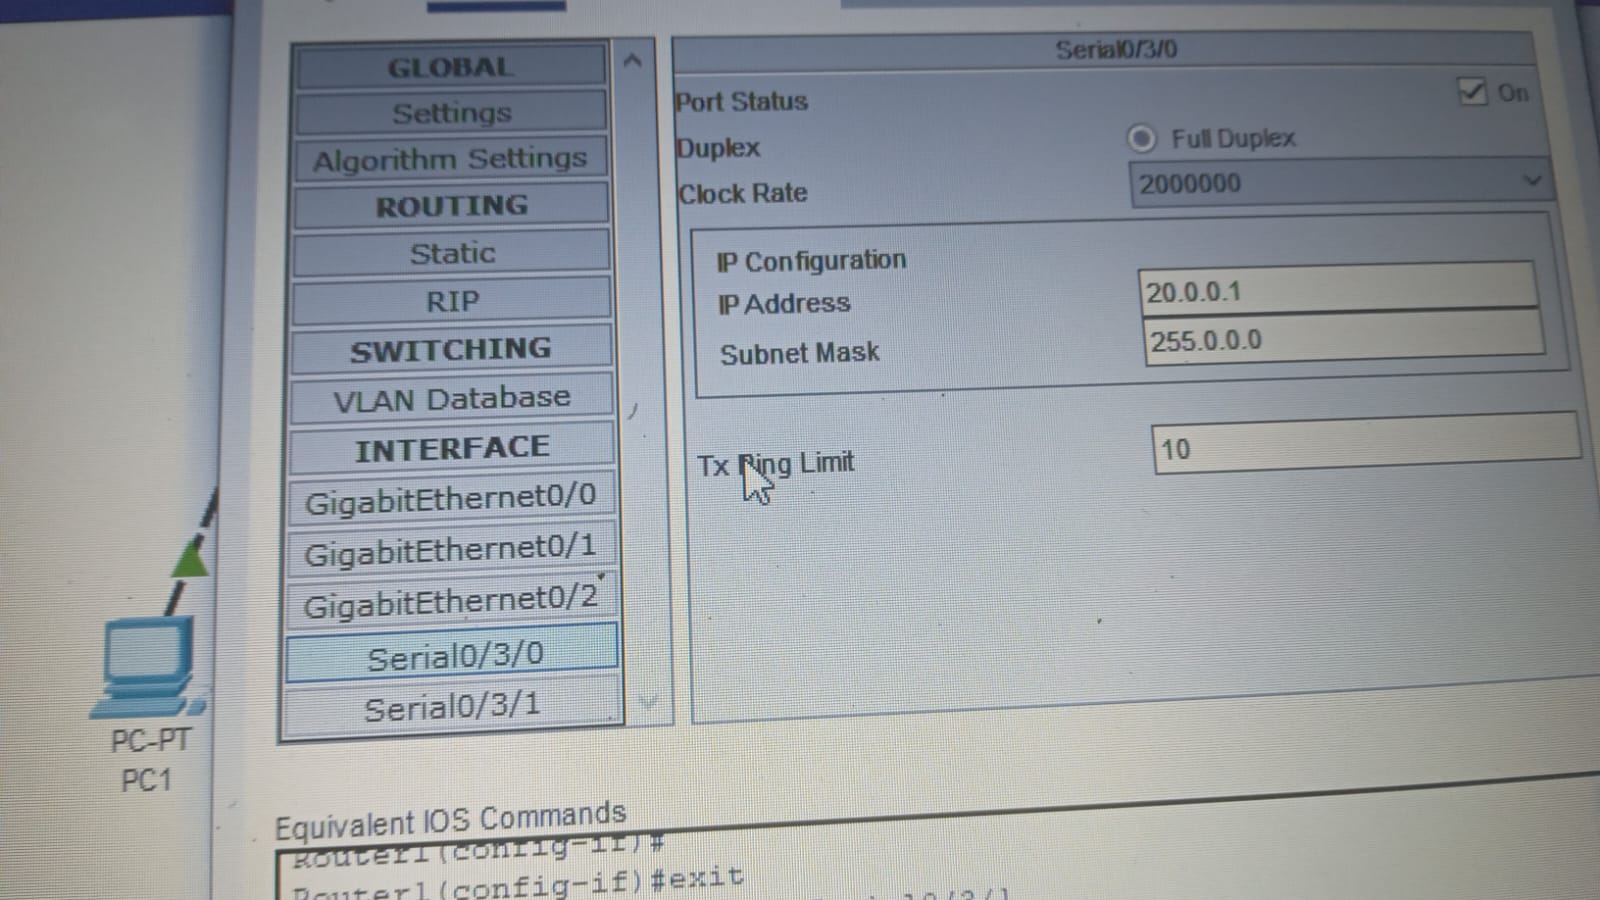 GLOBAL
Settings
Algorithm Settings
ROUTING
Static
RIP
SWITCHING
VLAN Database
INTERFACE
GigabitEthernet0/0
GigabitEthernet0/1
GigabitEthernet0/2
Serial0/3/0
Serial0/3/1
Serial0/3/0
Port Status
On
Duplex
Full Duplex
Clock Rate
2000000
IP Configuration
IP Address
20.0.0.1
Subnet Mask
255.0.0.0
Tx Ring Limit
10
PC-PT
PC1
Equivalent IOS Commands
Router1(config-if)#
Router1(config-if)#exit